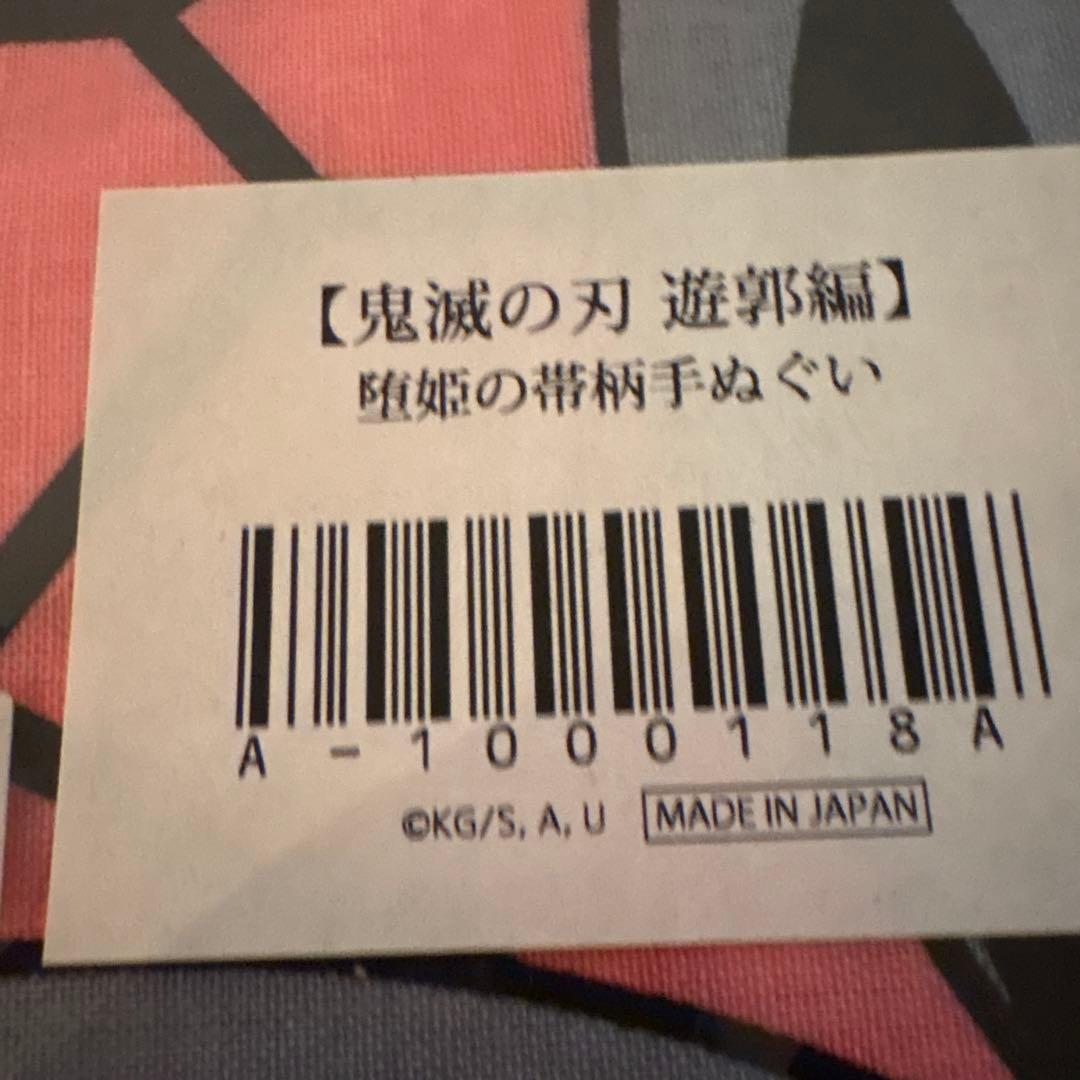 【鬼滅の刃 遊郭編】
堕姫の帯柄手ぬぐい
A-1000118A
©KG/S, A, U MADE IN JAPAN